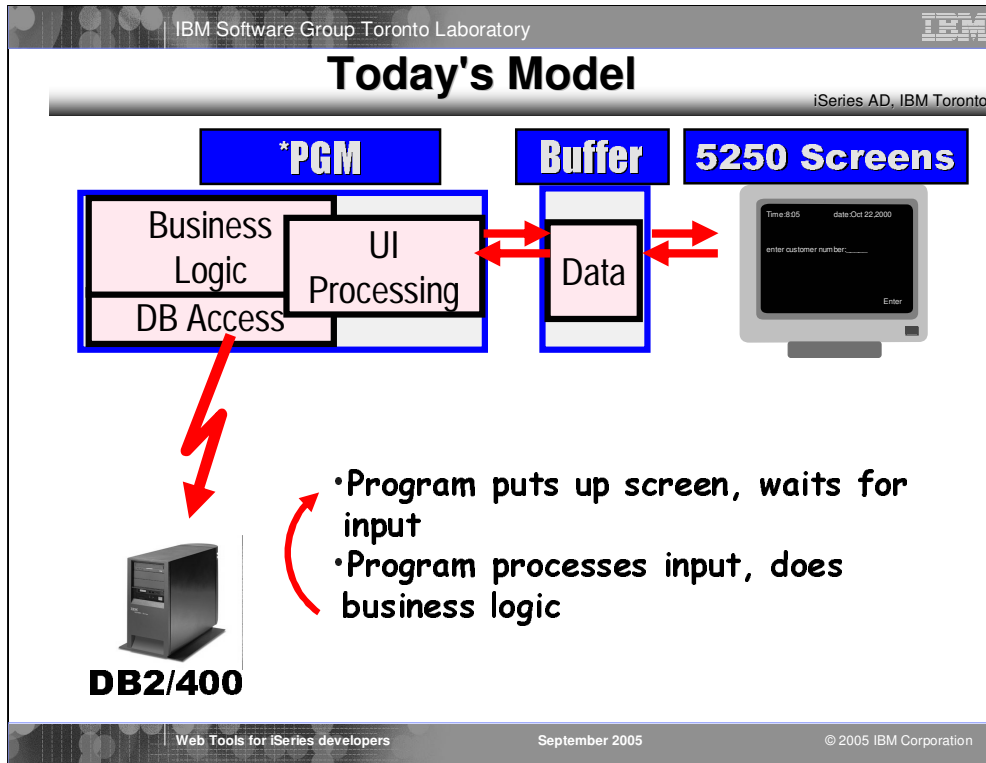 IBM Software Group Toronto Laboratory
IBM
Today's Model
iSeries AD, IBM Toronto
*PGM
Buffer
5250 Screens
Business
Logic
UI
Processing
DB Access
Data
Time:8:05 date:Oct 22,2000
enter customer number:_____
Enter
•Program puts up screen, waits for
input
•Program processes input, does
business logic
DB2/400
Web Tools for iSeries developers
September 2005
© 2005 IBM Corporation